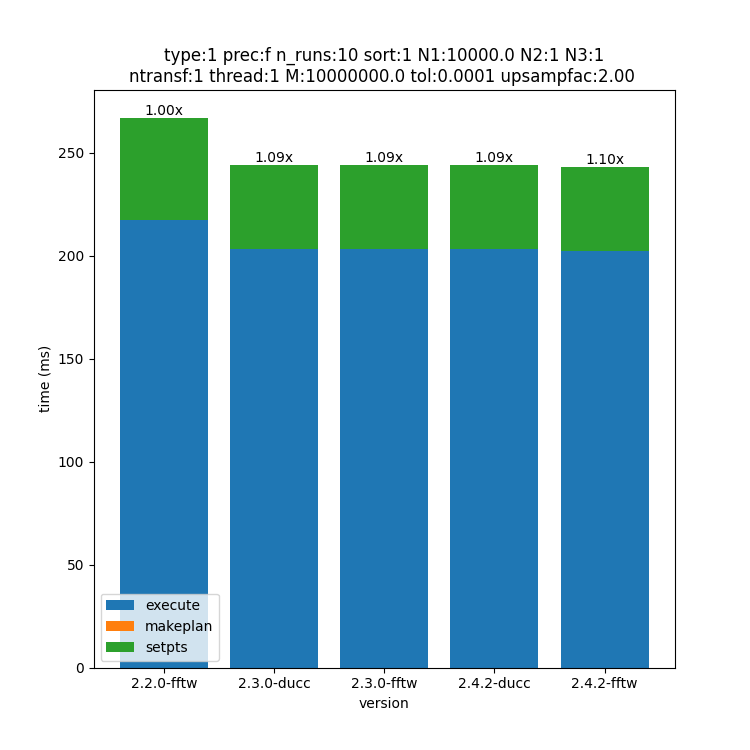 type:1 prec:f n_runs:10 sort:1 N1:10000.0 N2:1 N3:1
ntransf:1 thread:1 M:10000000.0 tol:0.0001 upsampfac:2.00
1.00x
1.09x
1.09x
1.09x
1.10x
250
200
150
100
50
0
time (ms)
execute
makeplan
setpts
2.2.0-fftw
2.3.0-ducc
2.3.0-fftw
2.4.2-ducc
2.4.2-fftw
version